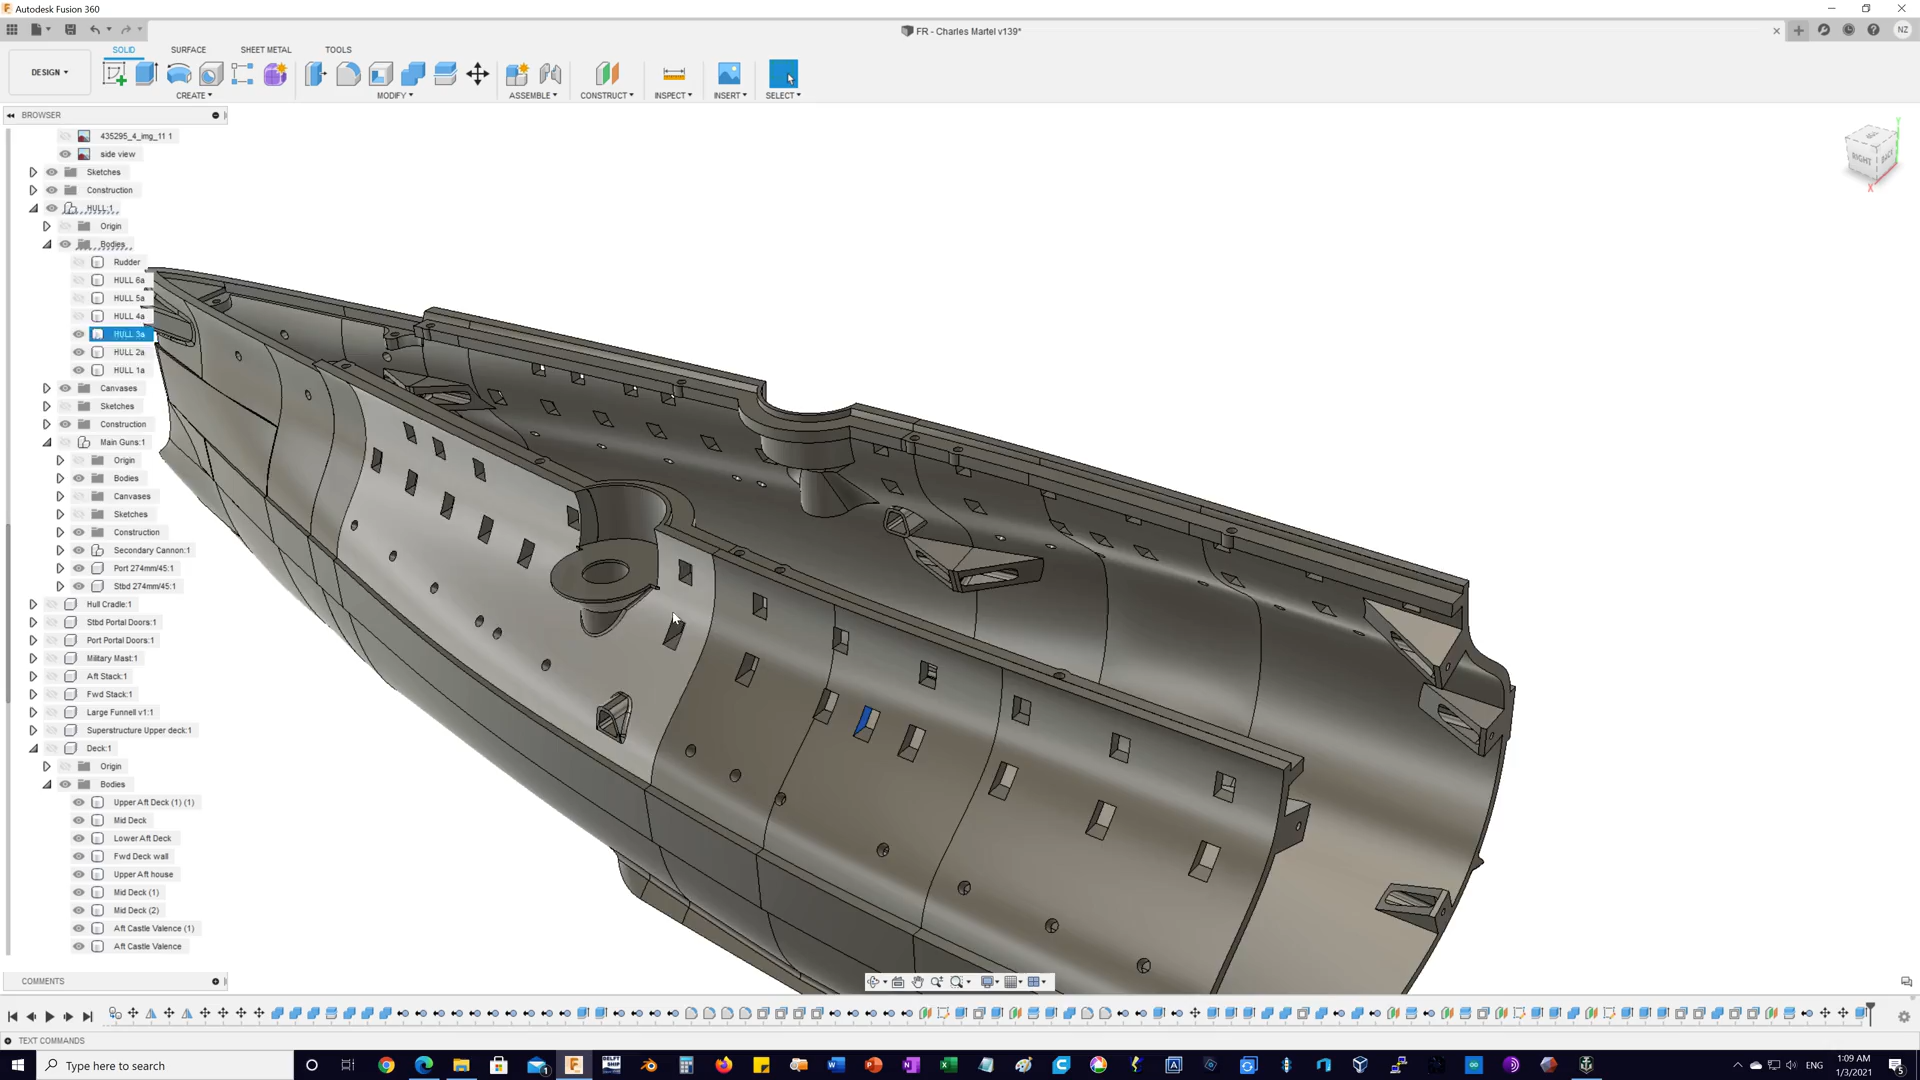 Autodesk Fusion 360
FR - Charles Martel v139*
NZ
DESIGN
SOLID
SURFACE
SHEET METAL
TOOLS
CREATE
MODIFY
ASSEMBLE
CONSTRUCT
INSPECT
INSERT
SELECT
BROWSER
435295_4_img_11 1
side view
Sketches
Construction
HULL:1
Origin
Bodies
Rudder
HULL 6a
HULL 5a
HULL 4a
HULL 3a
HULL 2a
HULL 1a
Canvases
Sketches
Construction
Main Guns:1
Origin
Bodies
Canvases
Sketches
Construction
Secondary Cannon:1
Port 274mm/45:1
Stbd 274mm/45:1
Hull Cradle:1
Stbd Portal Doors:1
Port Portal Doors:1
Military Mast:1
Aft Stack:1
Fwd Stack:1
Large Funnell v1:1
Superstructure Upper deck:1
Deck:1
Origin
Bodies
Upper Aft Deck (1) (1)
Mid Deck
Lower Aft Deck
Fwd Deck wall
Upper Aft house
Mid Deck (1)
Mid Deck (2)
Aft Castle Valence (1)
Aft Castle Valence
RIGHT
BACK
Y
X
COMMENTS
TEXT COMMANDS
Type here to search
ENG
1:09 AM
1/3/2021